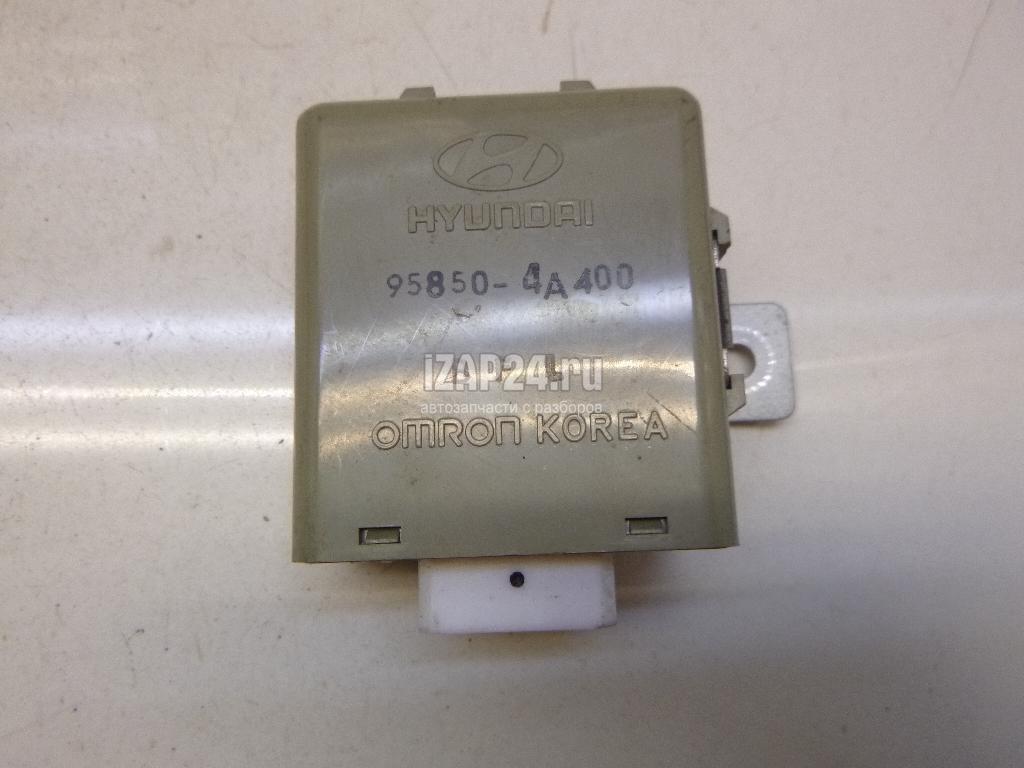 HYUNDAI
95850-4A400
iZAP24.ru
автозапчасти с разборов
OMRON KOREA